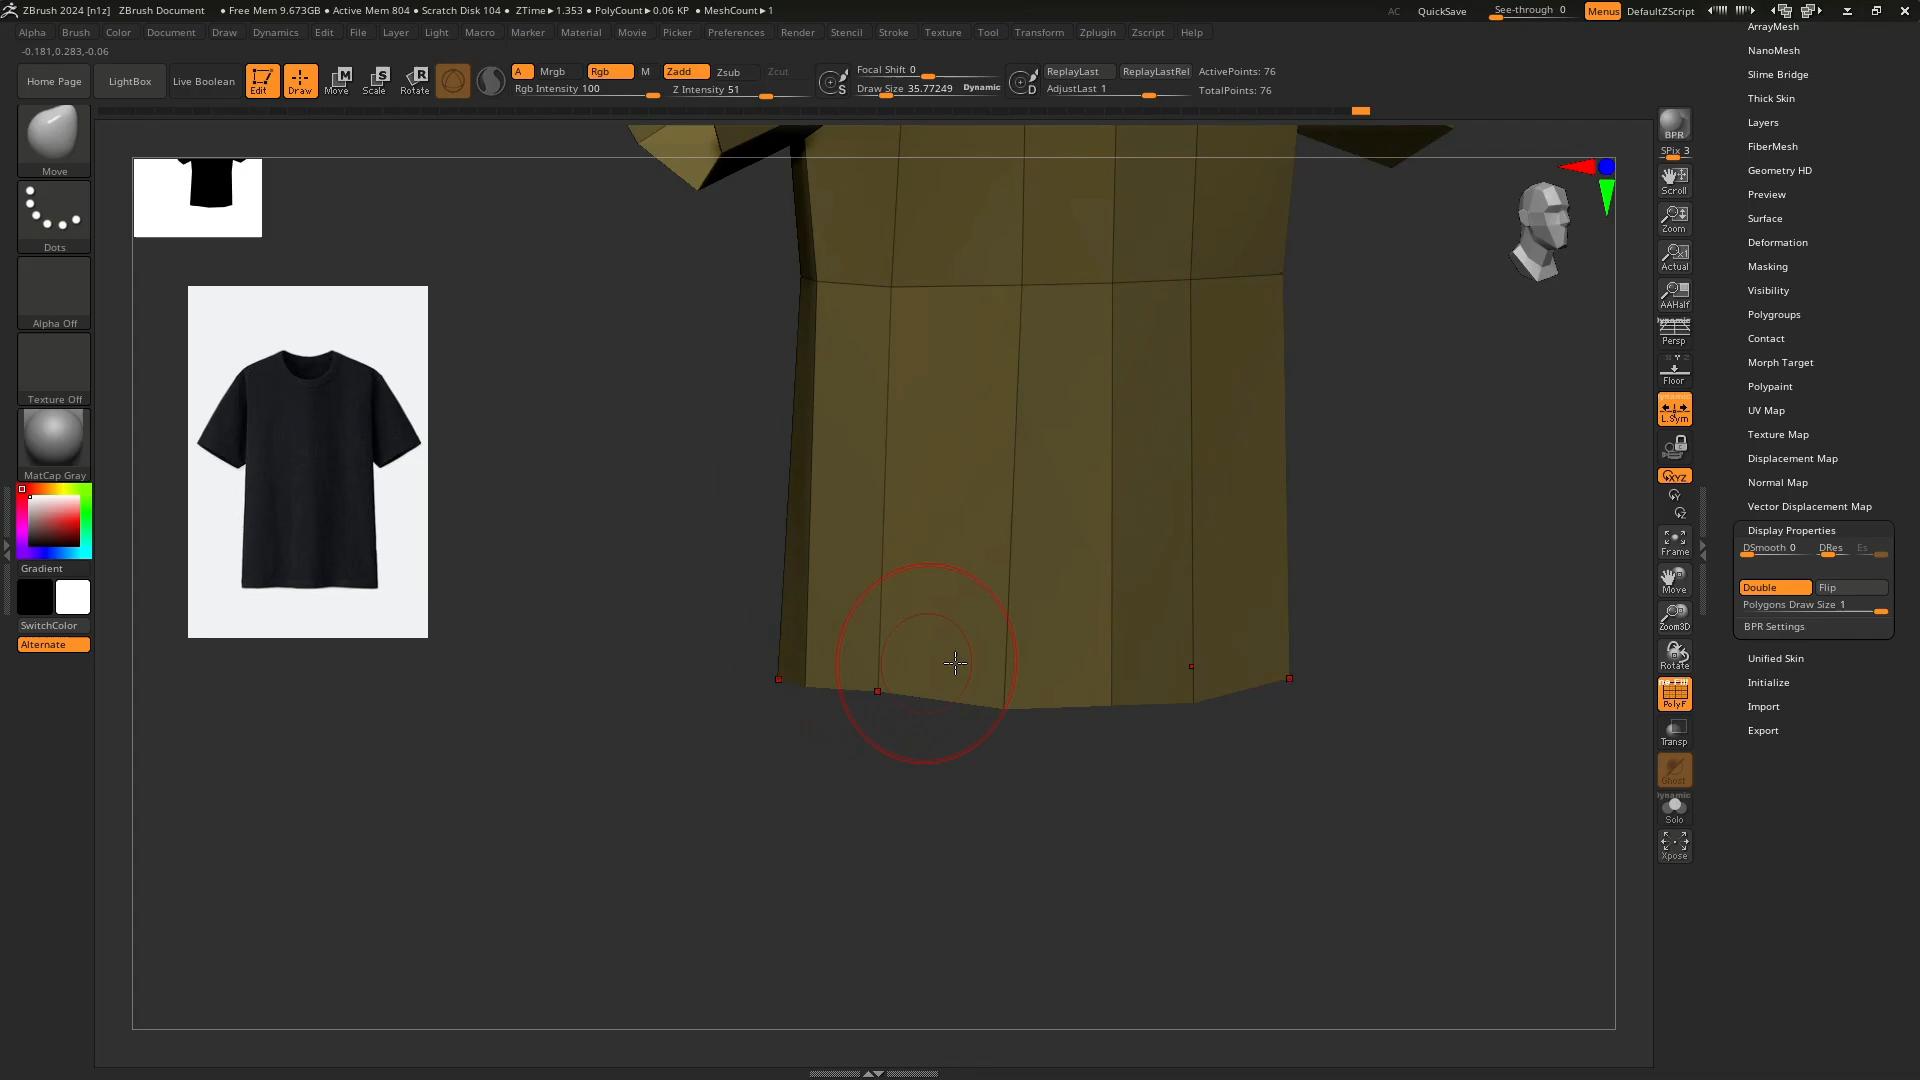 ZBrush 2024 [n1z] ZBrush Document ● Free Mem 9.673GB ● Active Mem 804 ● Scratch Disk 104 ● ZTime▸1.353 ● PolyCount▸0.06 KP ● MeshCount▸1
AC QuickSave See-through 0 Menus DefaultZScript
Alpha Brush Color Document Draw Dynamics Edit File Layer Light Macro Marker Material Movie Picker Preferences Render Stencil Stroke Texture Tool Transform Zplugin Zscript Help
-0.181,0.283,-0.06
Home Page LightBox Live Boolean Edit Draw Move Scale Rotate
A Mrgb Rgb M Zadd Zsub Zcut
Rgb Intensity 100 Z Intensity 51
Focal Shift 0
Draw Size 35.77249 Dynamic
ReplayLast ReplayLastRel ActivePoints: 76
AdjustLast 1 TotalPoints: 76
S
D
Move
Dots
Alpha Off
Texture Off
MatCap Gray
Gradient
SwitchColor
Alternate
BPR
SPix 3
Scroll
Zoom
Actual
AAHalf
Dynamic
Persp
Floor
Dynamic
L.Sym
XYZ
Y
Z
Frame
Move
Zoom3D
Rotate
PolyF
Transp
Ghost
Dynamic
Solo
Xpose
ArrayMesh
NanoMesh
Slime Bridge
Thick Skin
Layers
FiberMesh
Geometry HD
Preview
Surface
Deformation
Masking
Visibility
Polygroups
Contact
Morph Target
Polypaint
UV Map
Texture Map
Displacement Map
Normal Map
Vector Displacement Map
Display Properties
DSmooth 0 DRes Es
Double Flip
Polygons Draw Size 1
BPR Settings
Unified Skin
Initialize
Import
Export